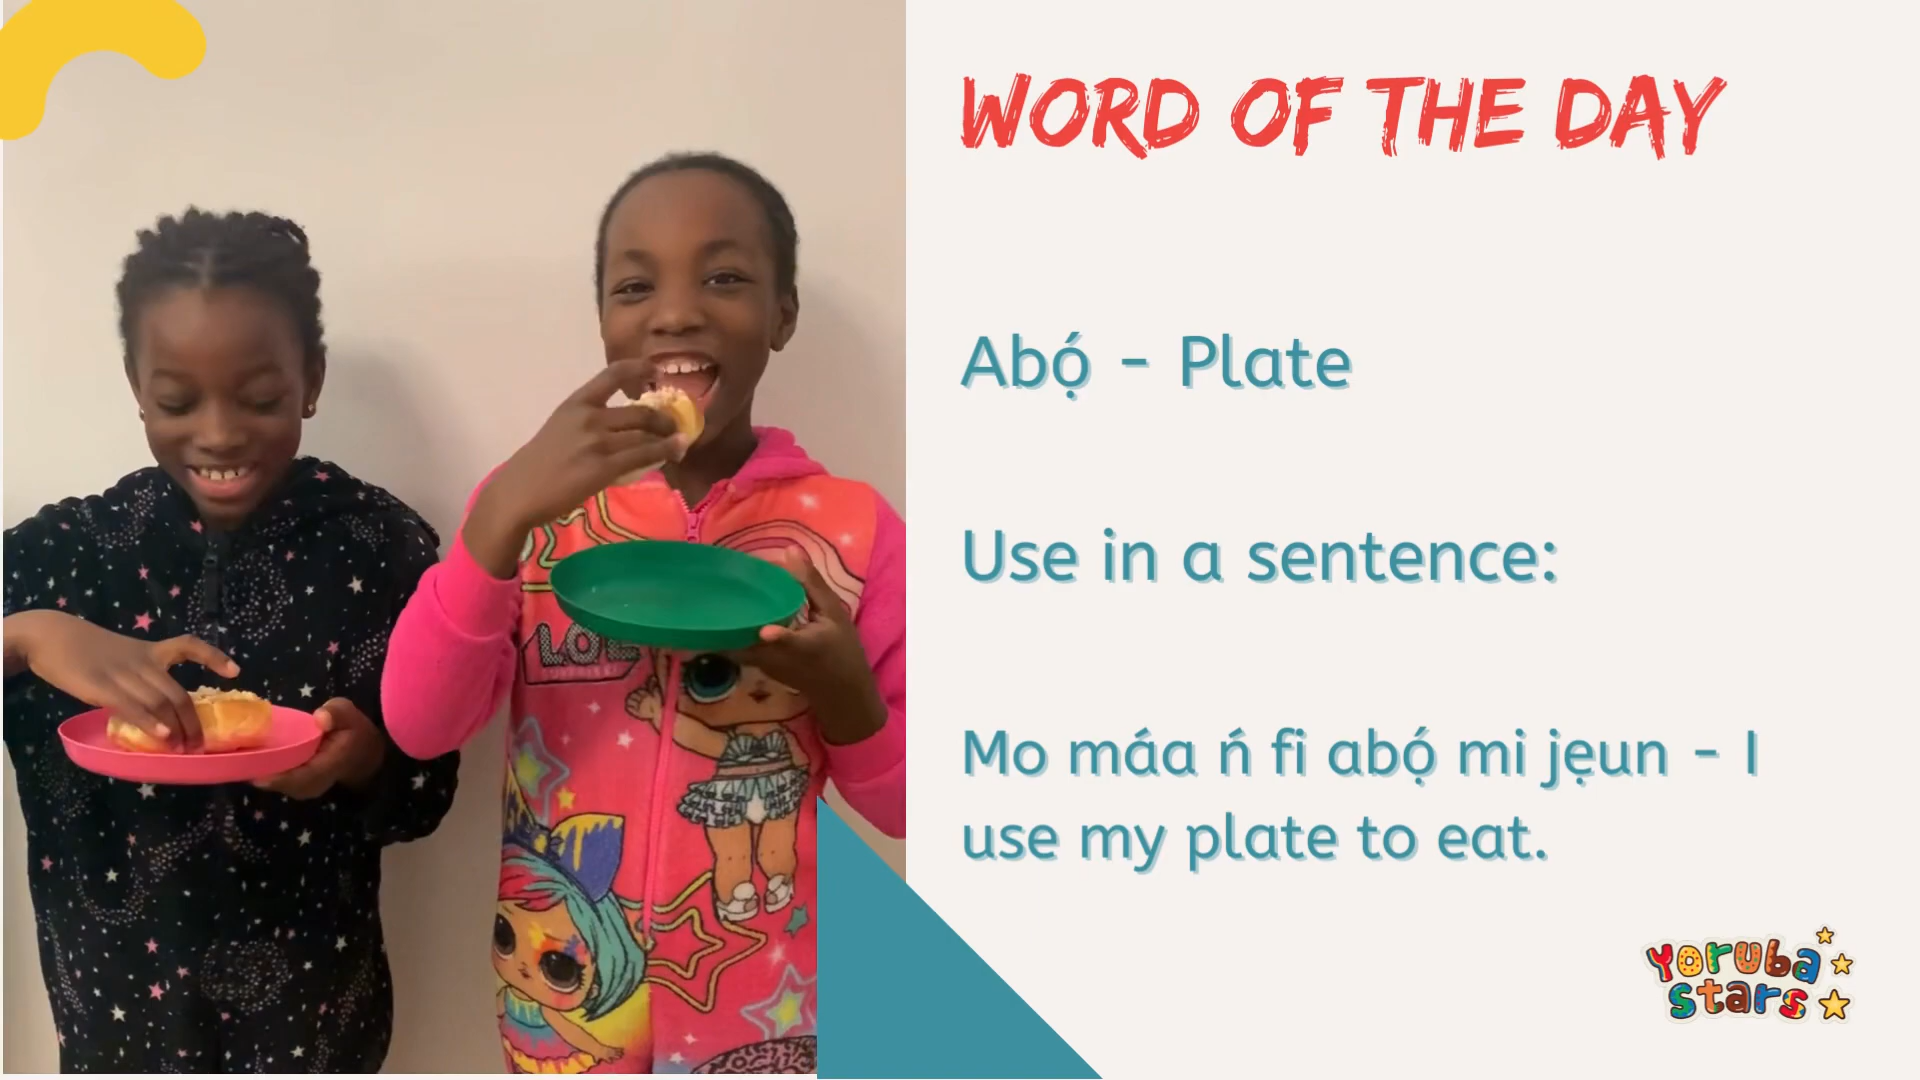 WORD OF THE DAY
Abọ́ - Plate
Use in a sentence:
Mo máa ń fi abọ́ mi jẹun - I
use my plate to eat.
L.O.L
yoruba
stars